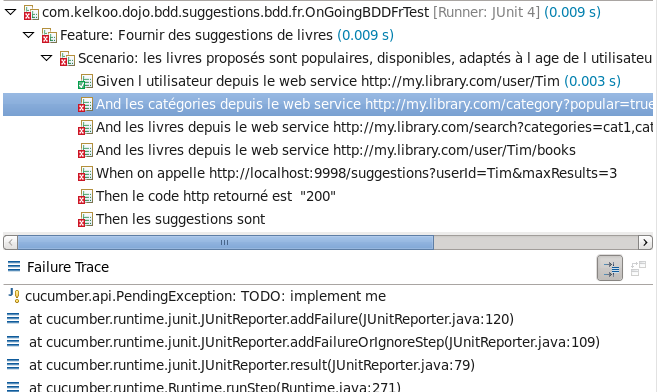 com.kelkoo.dojo.bdd.suggestions.bdd.fr.OnGoingBDDFrTest [Runner: JUnit 4] (0.009 s)
Feature: Fournir des suggestions de livres (0.009 s)
Scenario: les livres proposés sont populaires, disponibles, adaptés à l age de l utilisateu
Given l utilisateur depuis le web service http://my.library.com/user/Tim (0.003 s)
And les catégories depuis le web service http://my.library.com/category?popular=true
And les livres depuis le web service http://my.library.com/search?categories=cat1,cat
And les livres depuis le web service http://my.library.com/user/Tim/books
When on appelle http://localhost:9998/suggestions?userId=Tim&maxResults=3
Then le code http retourné est "200"
Then les suggestions sont
Failure Trace
cucumber.api.PendingException: TODO: implement me
at cucumber.runtime.junit.JUnitReporter.addFailure(JUnitReporter.java:120)
at cucumber.runtime.junit.JUnitReporter.addFailureOrIgnoreStep(JUnitReporter.java:109)
at cucumber.runtime.junit.JUnitReporter.result(JUnitReporter.java:79)
at cucumber.runtime.Runtime.runStep(Runtime.java:271)